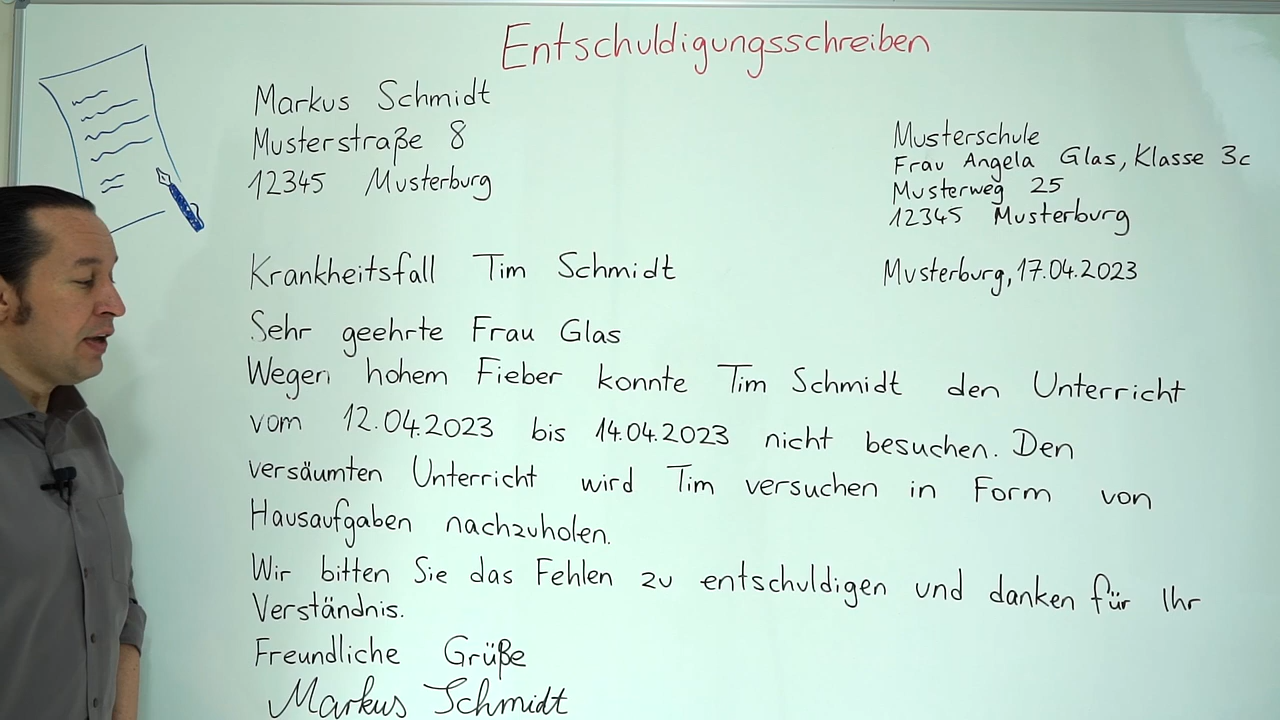 Entschuldigungsschreiben
Markus Schmidt
Musterstraße 8
12345 Musterburg
Musterschule
Frau Angela Glas, Klasse 3c
Musterweg 25
12345 Musterburg
Krankheitsfall Tim Schmidt
Musterburg, 17.04.2023
Sehr geehrte Frau Glas
Wegen hohem Fieber konnte Tim Schmidt den Unterricht
vom 12.04.2023 bis 14.04.2023 nicht besuchen. Den
versäumten Unterricht wird Tim versuchen in Form von
Hausaufgaben nachzuholen.
Wir bitten Sie das Fehlen zu entschuldigen und danken für Ihr
Verständnis.
Freundliche Grüße
Markus Schmidt